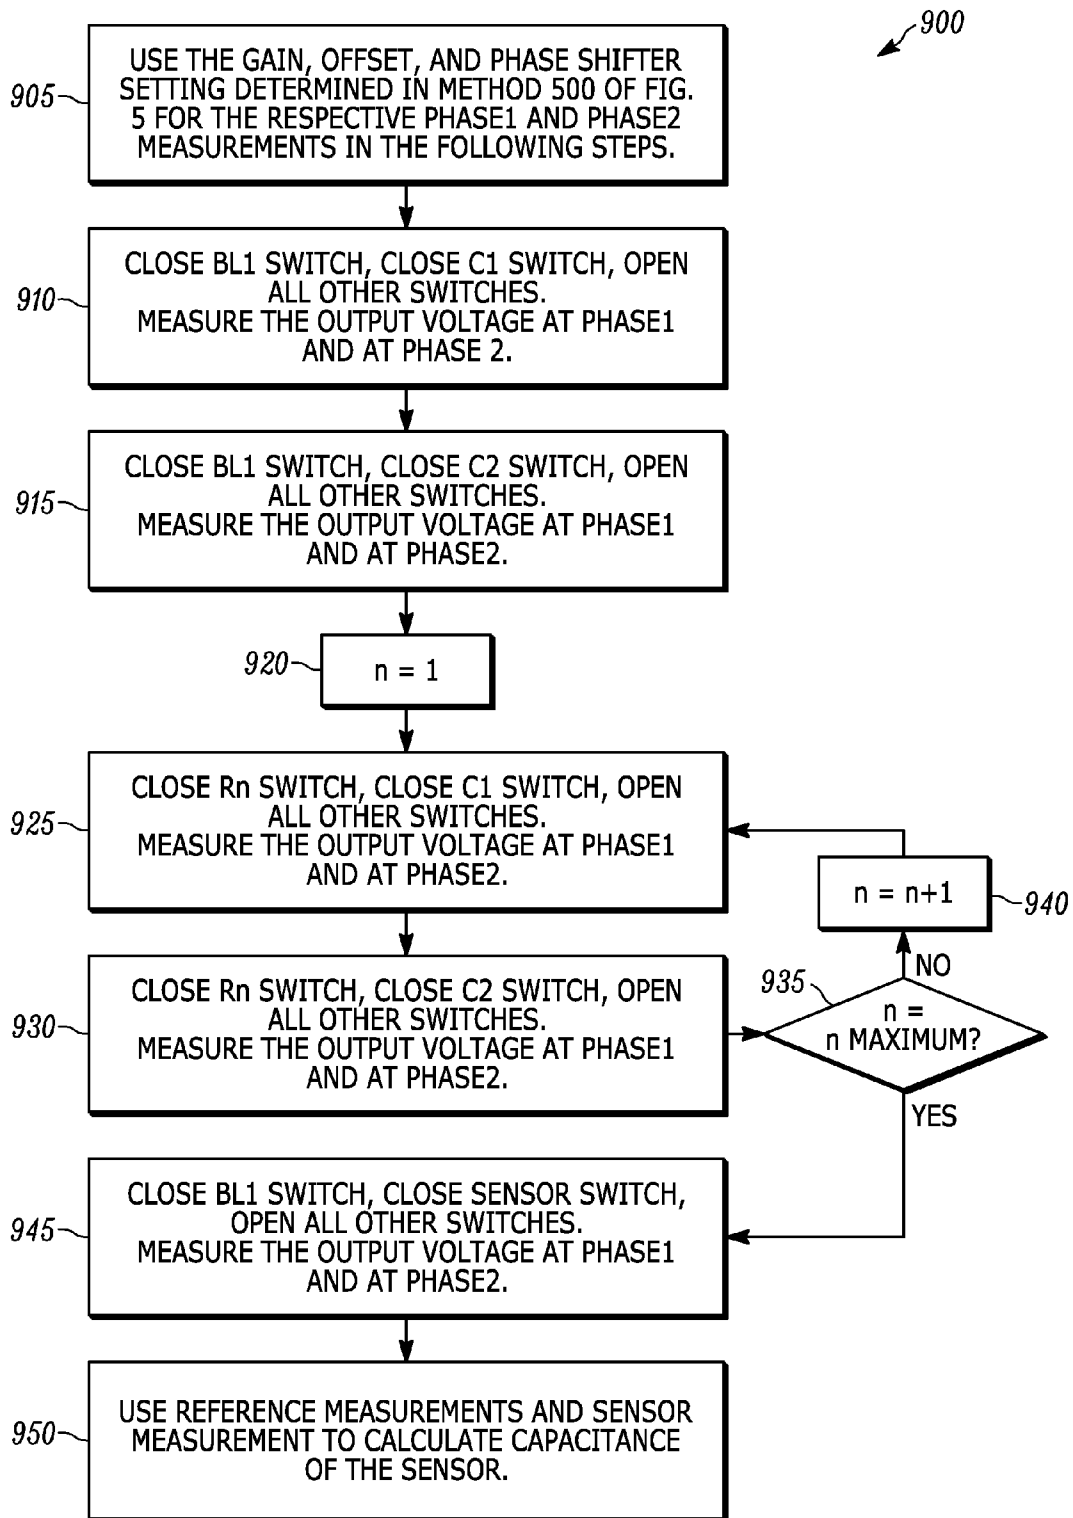 900
905
USE THE GAIN, OFFSET, AND PHASE SHIFTER
SETTING DETERMINED IN METHOD 500 OF FIG.
5 FOR THE RESPECTIVE PHASE1 AND PHASE2
MEASUREMENTS IN THE FOLLOWING STEPS.
910
CLOSE BL1 SWITCH, CLOSE C1 SWITCH, OPEN
ALL OTHER SWITCHES.
MEASURE THE OUTPUT VOLTAGE AT PHASE1
AND AT PHASE 2.
915
CLOSE BL1 SWITCH, CLOSE C2 SWITCH, OPEN
ALL OTHER SWITCHES.
MEASURE THE OUTPUT VOLTAGE AT PHASE1
AND AT PHASE2.
920
n = 1
925
CLOSE Rn SWITCH, CLOSE C1 SWITCH, OPEN
ALL OTHER SWITCHES.
MEASURE THE OUTPUT VOLTAGE AT PHASE1
AND AT PHASE2.
n = n+1
940
930
CLOSE Rn SWITCH, CLOSE C2 SWITCH, OPEN
ALL OTHER SWITCHES.
MEASURE THE OUTPUT VOLTAGE AT PHASE1
AND AT PHASE2.
NO
935
n =
n MAXIMUM?
YES
945
CLOSE BL1 SWITCH, CLOSE SENSOR SWITCH,
OPEN ALL OTHER SWITCHES.
MEASURE THE OUTPUT VOLTAGE AT PHASE1
AND AT PHASE2.
950
USE REFERENCE MEASUREMENTS AND SENSOR
MEASUREMENT TO CALCULATE CAPACITANCE
OF THE SENSOR.